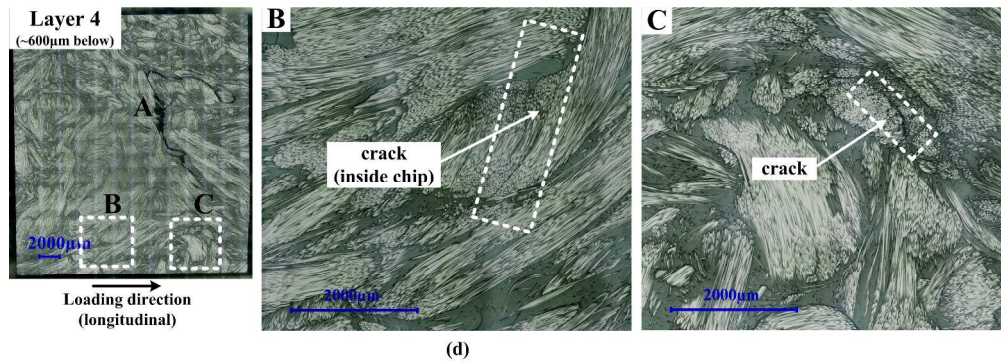 Layer 4
(~600μm below)
A
B
C
2000μm
Loading direction
(longitudinal)
B
crack
(inside chip)
2000μm
C
crack
2000μm
(d)